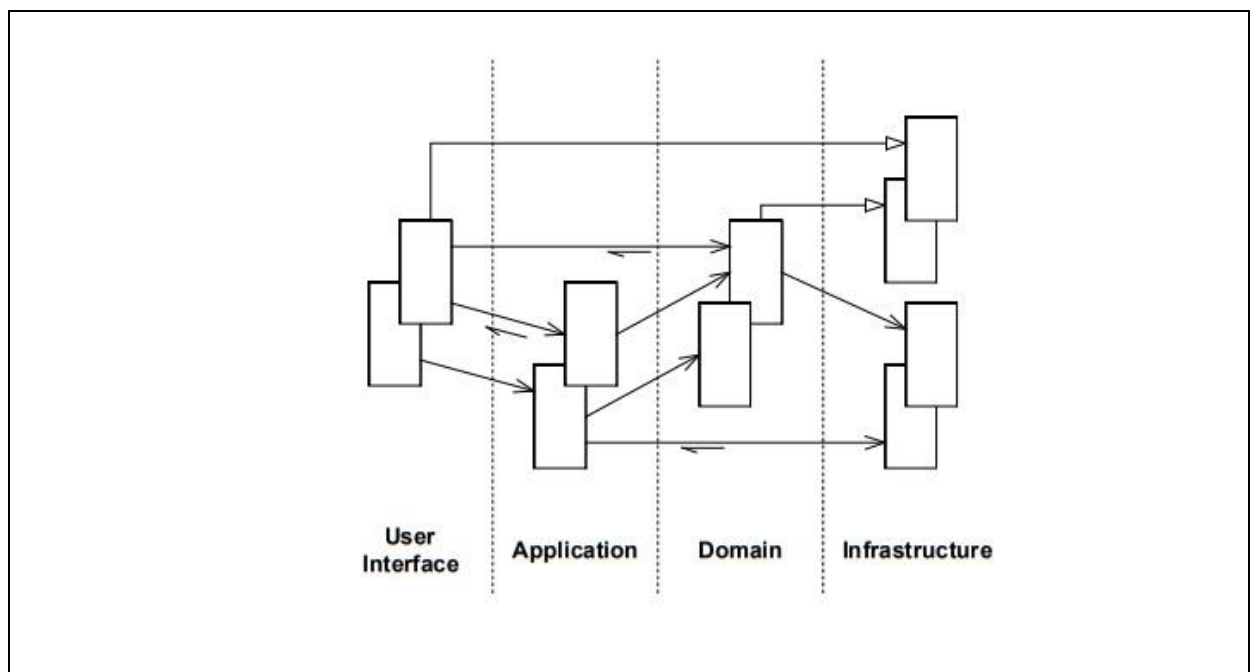 User
Interface
Application
Domain
Infrastructure